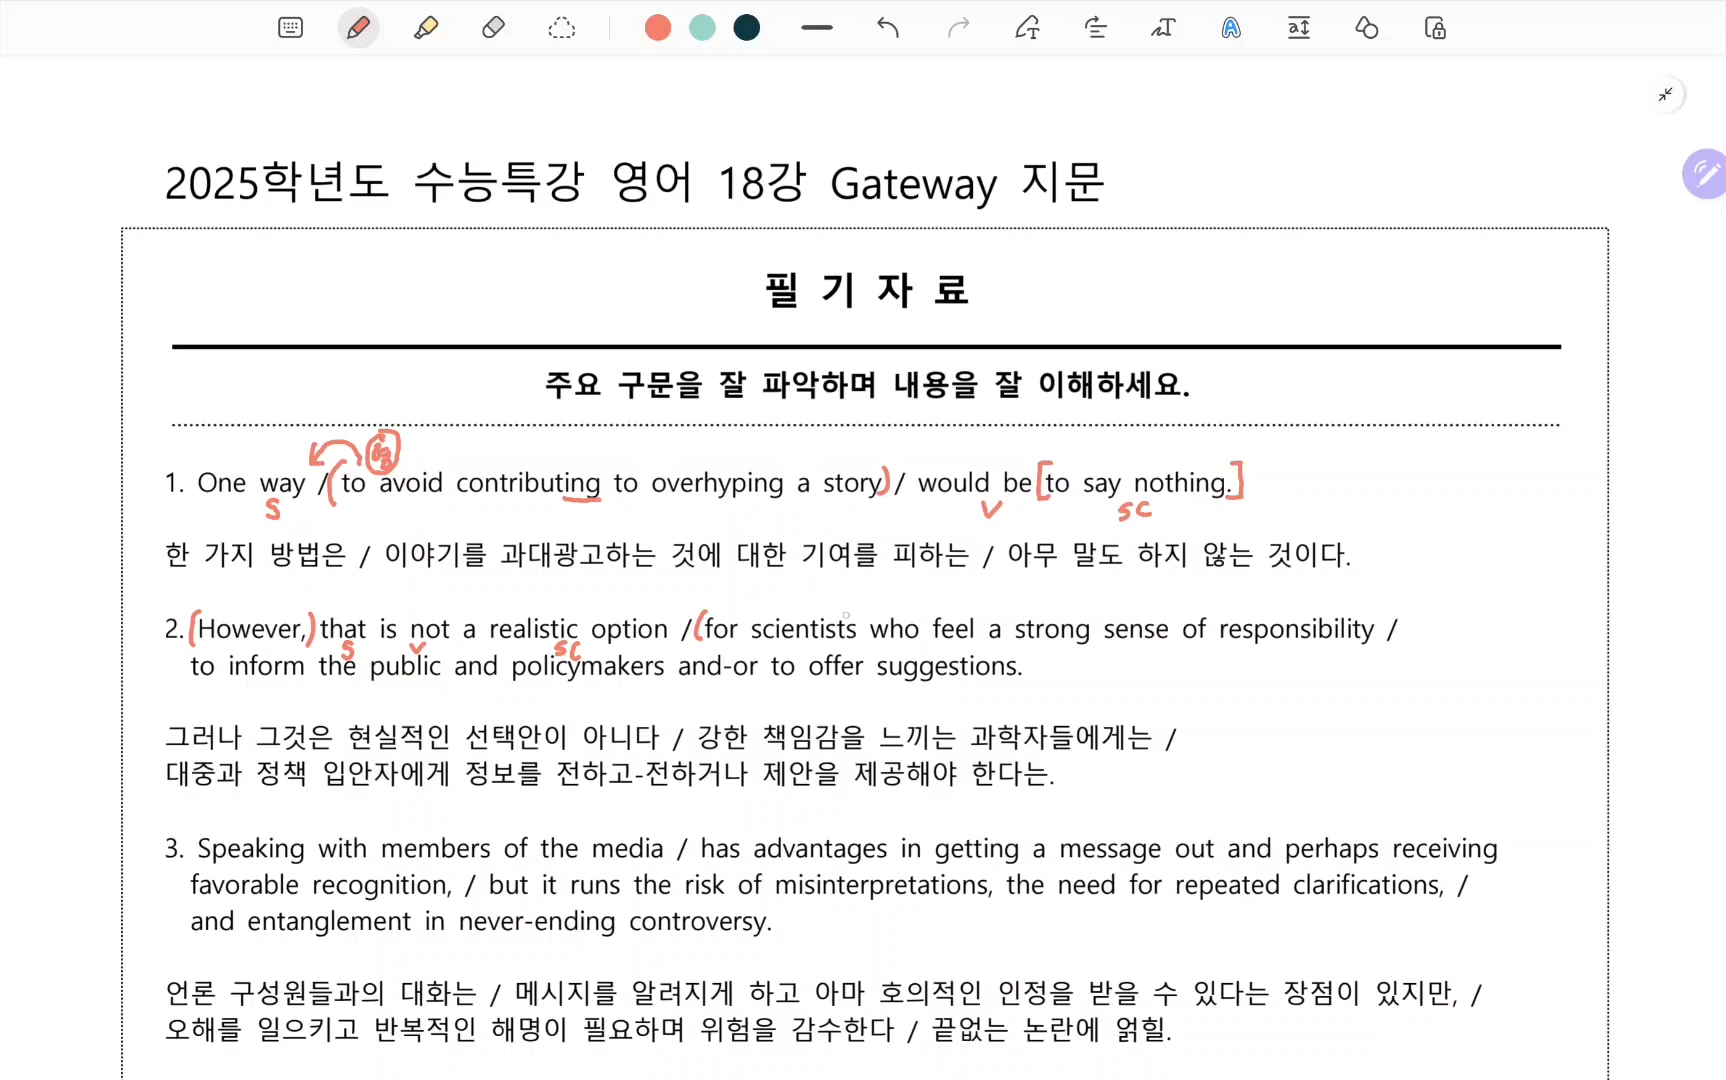 2025학년도 수능특강 영어 18강 Gateway 지문
필 기 자 료
주요 구문을 잘 파악하며 내용을 잘 이해하세요.
1. One way / ( to avoid contributing to overhyping a story ) / would be [ to say nothing. ]
S V SC
한 가지 방법은 / 이야기를 과대광고하는 것에 대한 기여를 피하는 / 아무 말도 하지 않는 것이다.
2. ( However, ) that is not a realistic option / ( for scientists who feel a strong sense of responsibility /
S V SC
to inform the public and policymakers and-or to offer suggestions.
그러나 그것은 현실적인 선택안이 아니다 / 강한 책임감을 느끼는 과학자들에게는 /
대중과 정책 입안자에게 정보를 전하고-전하거나 제안을 제공해야 한다는.
3. Speaking with members of the media / has advantages in getting a message out and perhaps receiving
favorable recognition, / but it runs the risk of misinterpretations, the need for repeated clarifications, /
and entanglement in never-ending controversy.
언론 구성원들과의 대화는 / 메시지를 알려지게 하고 아마 호의적인 인정을 받을 수 있다는 장점이 있지만, /
오해를 일으키고 반복적인 해명이 필요하며 위험을 감수한다 / 끝없는 논란에 얽힐.